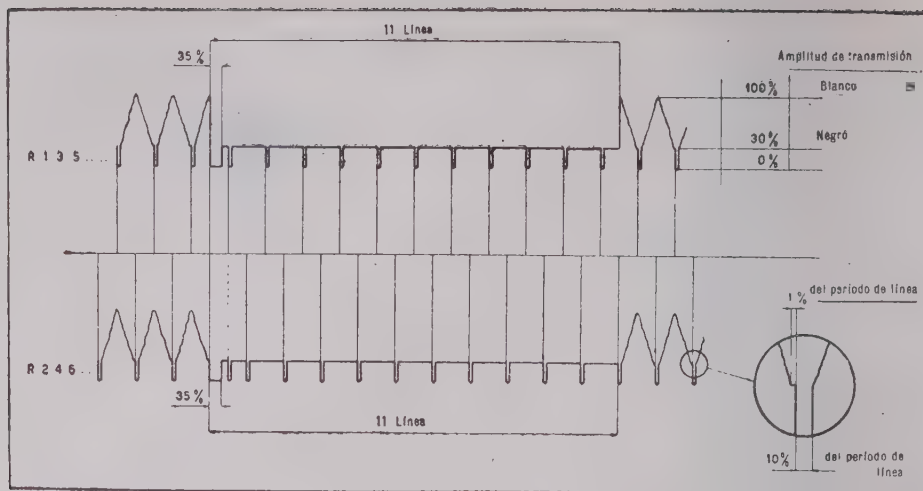 11 Línea
35%
Amplitud de transmisión
100% Blanco
R 1 3 5 ....
30% Negro
0%
1% del período de línea
R 2 4 6 ...
35%
11 Línea
10% del período de
línea